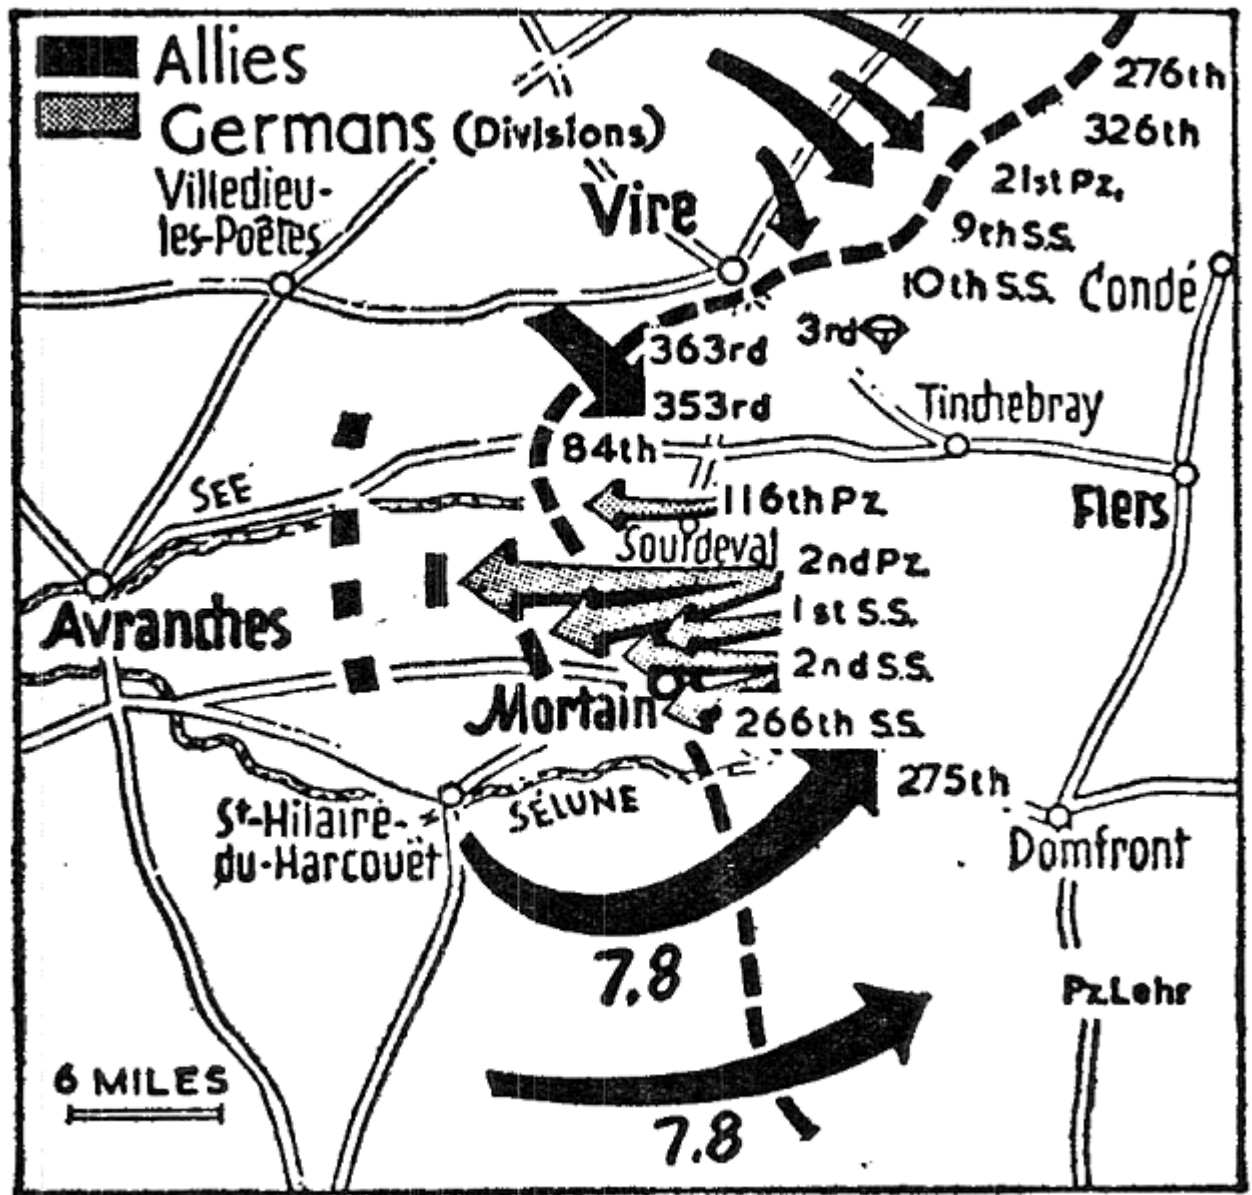 Allies
Germans (Divisions)
Villedieu-
les-Poêtes
Vire
276th
326th
21st Pz.
9th S.S.
10th S.S.
Condé
363rd
3rd
353rd
Tinchebray
84th
SEE
116th Pz.
Flers
Sourdeval
2nd Pz.
Avranches
1st S.S.
2nd S.S.
Mortain
266th S.S.
275th
St-Hilaire-
du-Harcouët
SÉLUNE
Domfront
7.8
Pz.Lehr
6 MILES
7.8